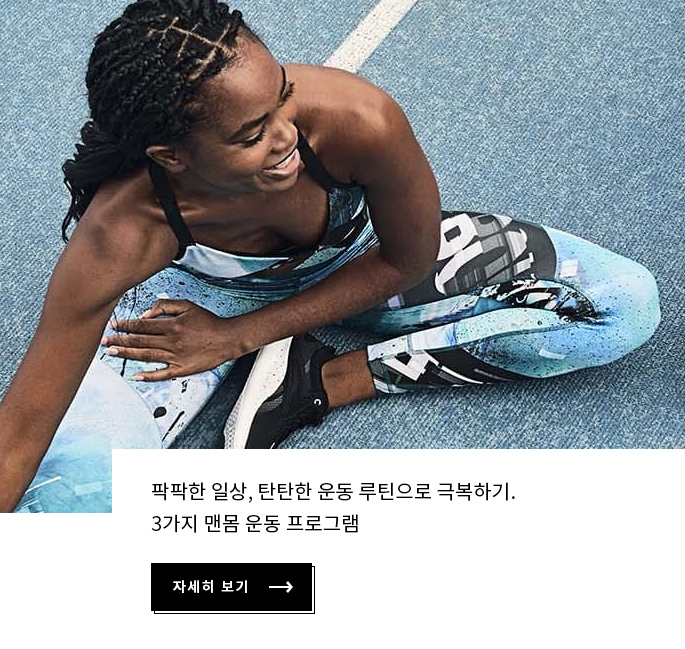 팍팍한 일상, 탄탄한 운동 루틴으로 극복하기.
3가지 맨몸 운동 프로그램
자세히 보기